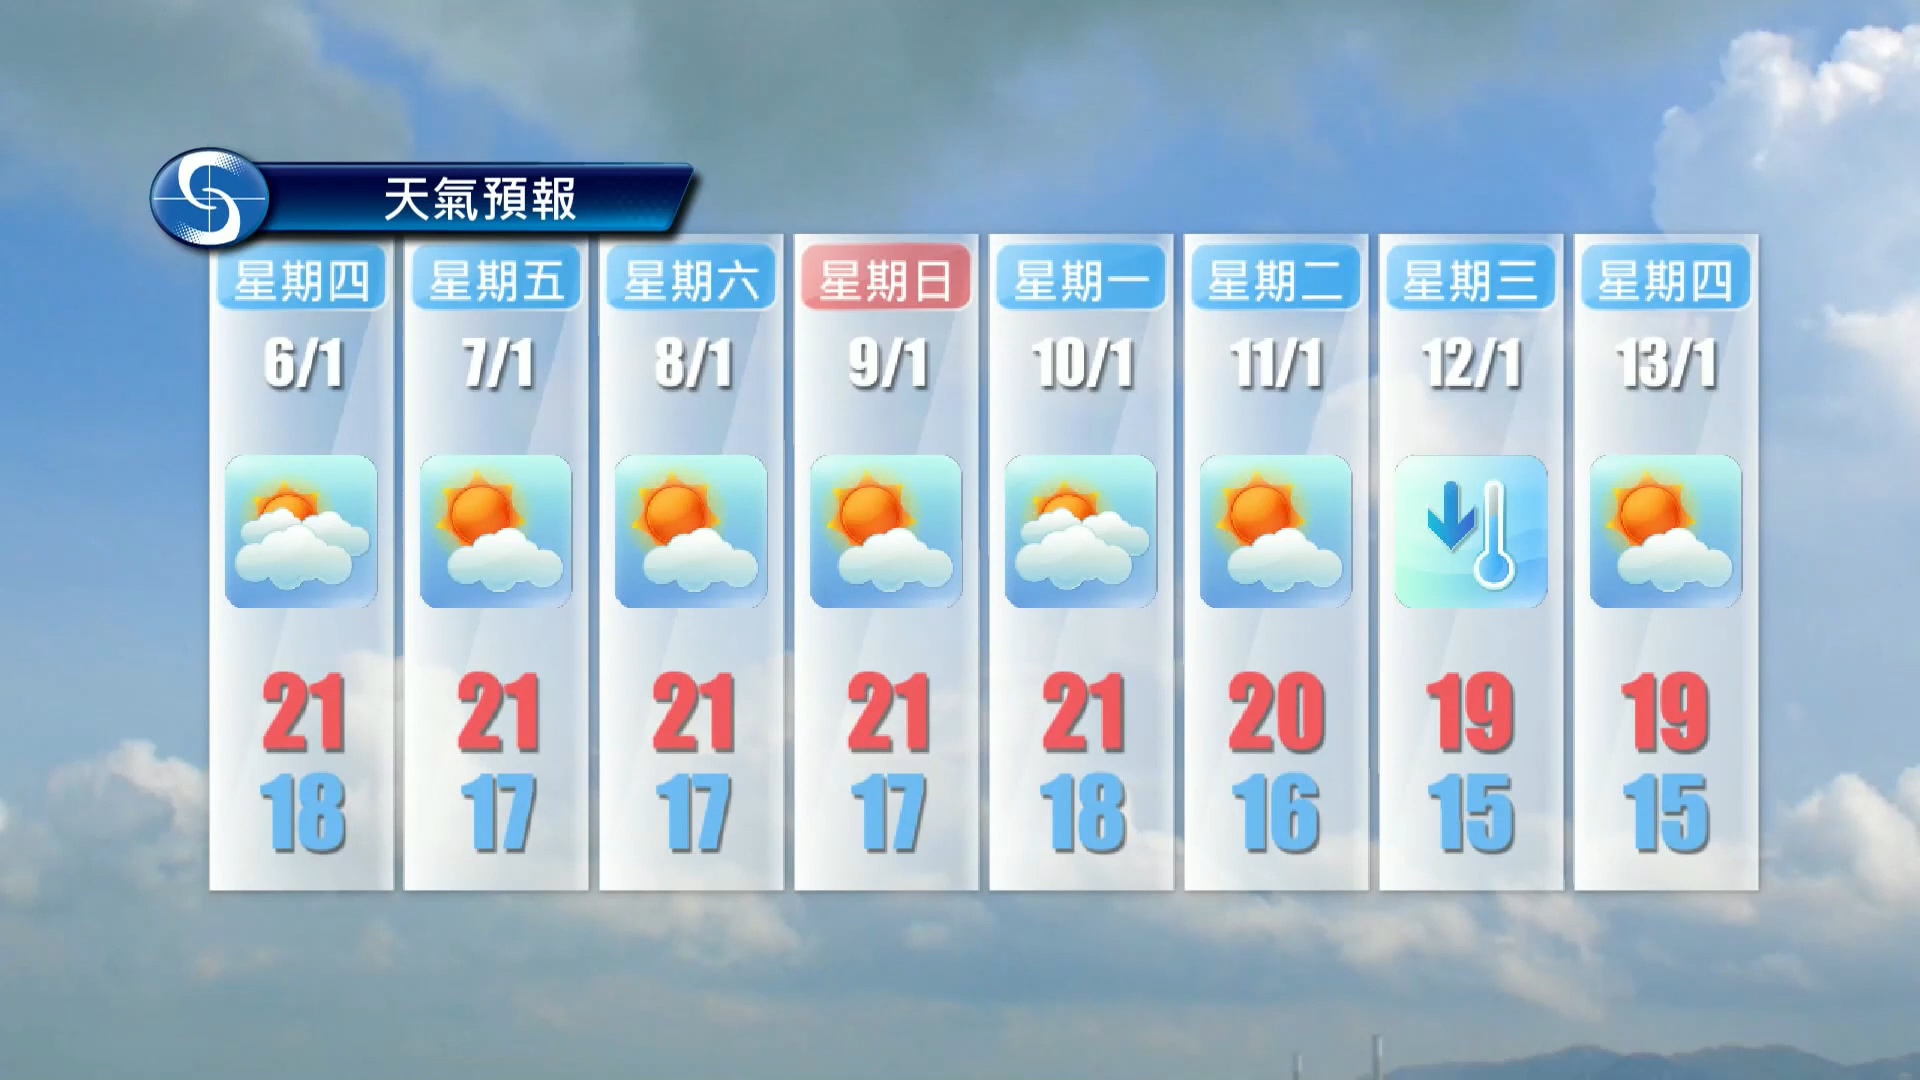 天氣預報
星期四 星期五 星期六 星期日 星期一 星期二 星期三 星期四
6/1 7/1 8/1 9/1 10/1 11/1 12/1 13/1
21 21 21 21 21 20 19 19
18 17 17 17 18 16 15 15